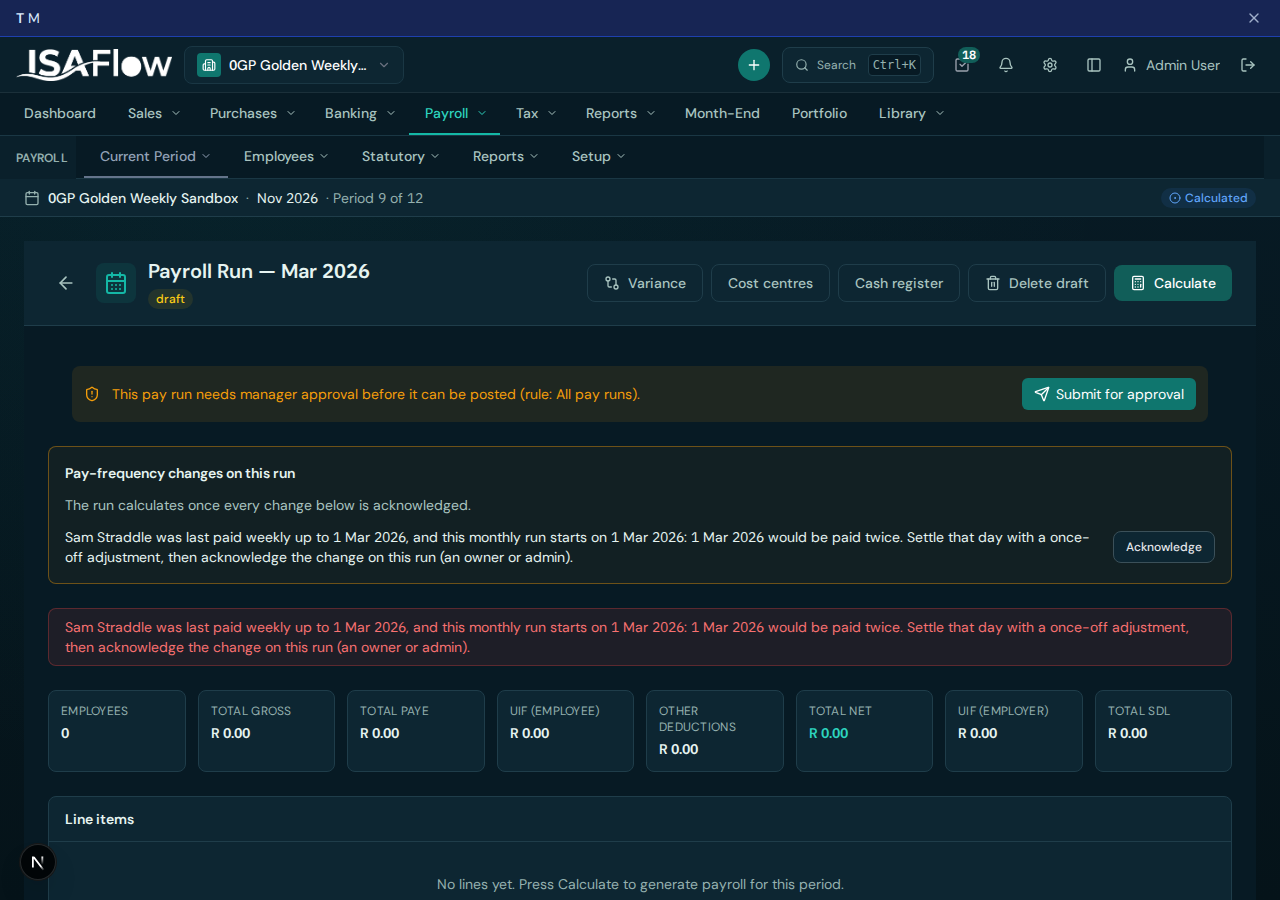 T M
ISAFlow
0GP Golden Weekly...
Search Ctrl+K
18
Admin User
Dashboard Sales Purchases Banking Payroll Tax Reports Month-End Portfolio Library
PAYROLL Current Period Employees Statutory Reports Setup
0GP Golden Weekly Sandbox · Nov 2026 · Period 9 of 12
Calculated
Payroll Run — Mar 2026
draft
Variance
Cost centres
Cash register
Delete draft
Calculate
This pay run needs manager approval before it can be posted (rule: All pay runs).
Submit for approval
Pay-frequency changes on this run
The run calculates once every change below is acknowledged.
Sam Straddle was last paid weekly up to 1 Mar 2026, and this monthly run starts on 1 Mar 2026: 1 Mar 2026 would be paid twice. Settle that day with a once-
off adjustment, then acknowledge the change on this run (an owner or admin).
Acknowledge
Sam Straddle was last paid weekly up to 1 Mar 2026, and this monthly run starts on 1 Mar 2026: 1 Mar 2026 would be paid twice. Settle that day with a once-off adjustment,
then acknowledge the change on this run (an owner or admin).
EMPLOYEES
0
TOTAL GROSS
R 0.00
TOTAL PAYE
R 0.00
UIF (EMPLOYEE)
R 0.00
OTHER
DEDUCTIONS
R 0.00
TOTAL NET
R 0.00
UIF (EMPLOYER)
R 0.00
TOTAL SDL
R 0.00
Line items
No lines yet. Press Calculate to generate payroll for this period.
N